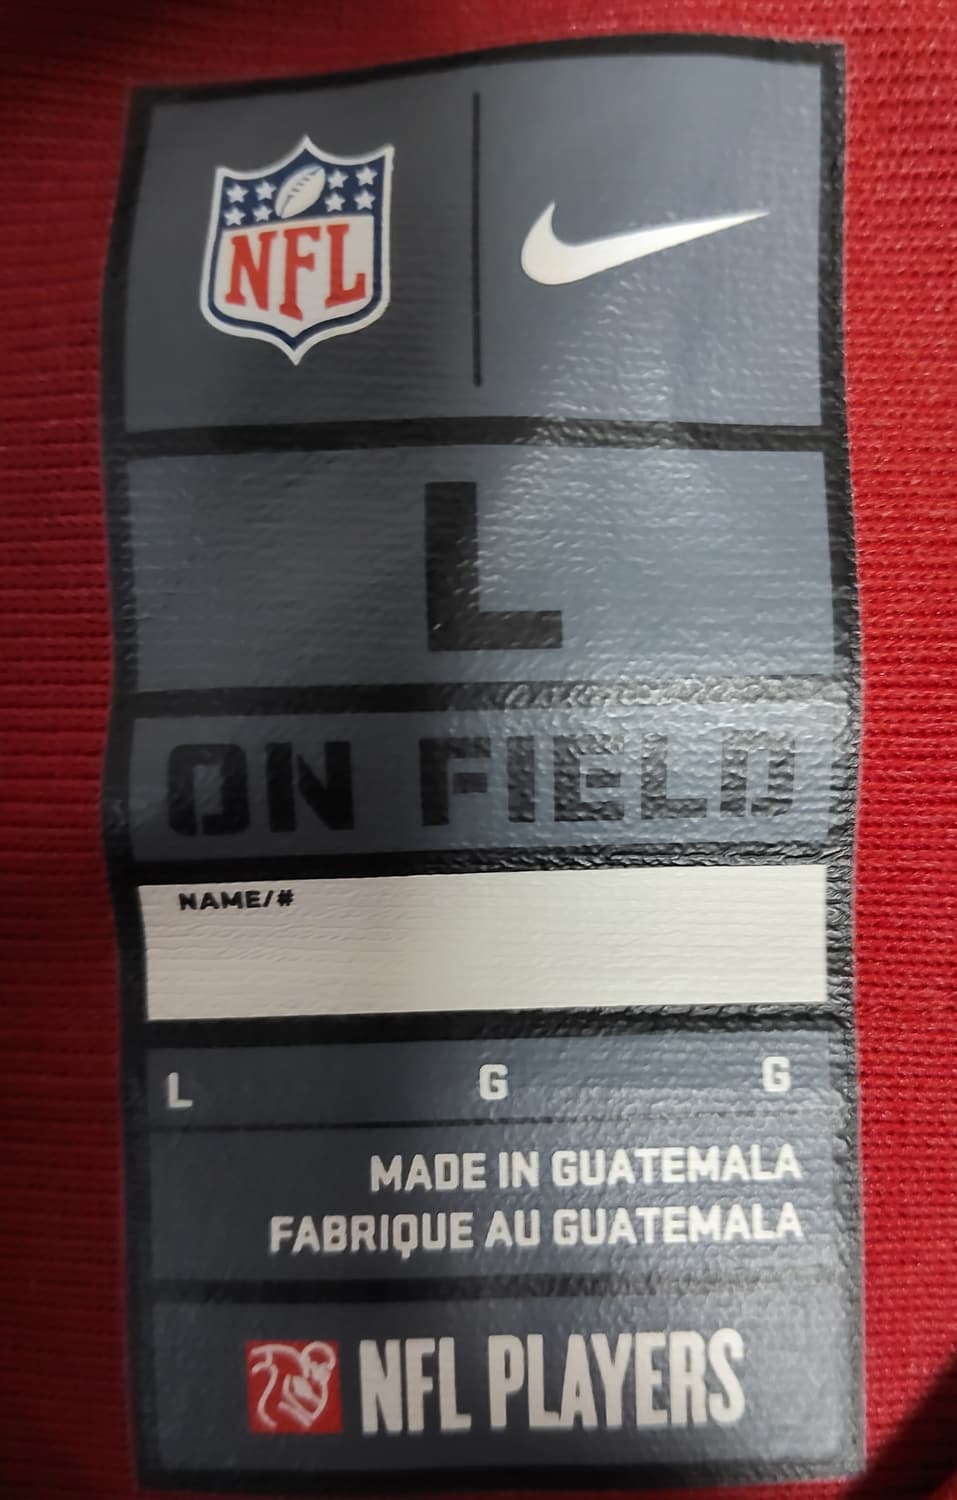 NFL
L
ON FIELD
NAME/#
L G G
MADE IN GUATEMALA
FABRIQUE AU GUATEMALA
NFL PLAYERS